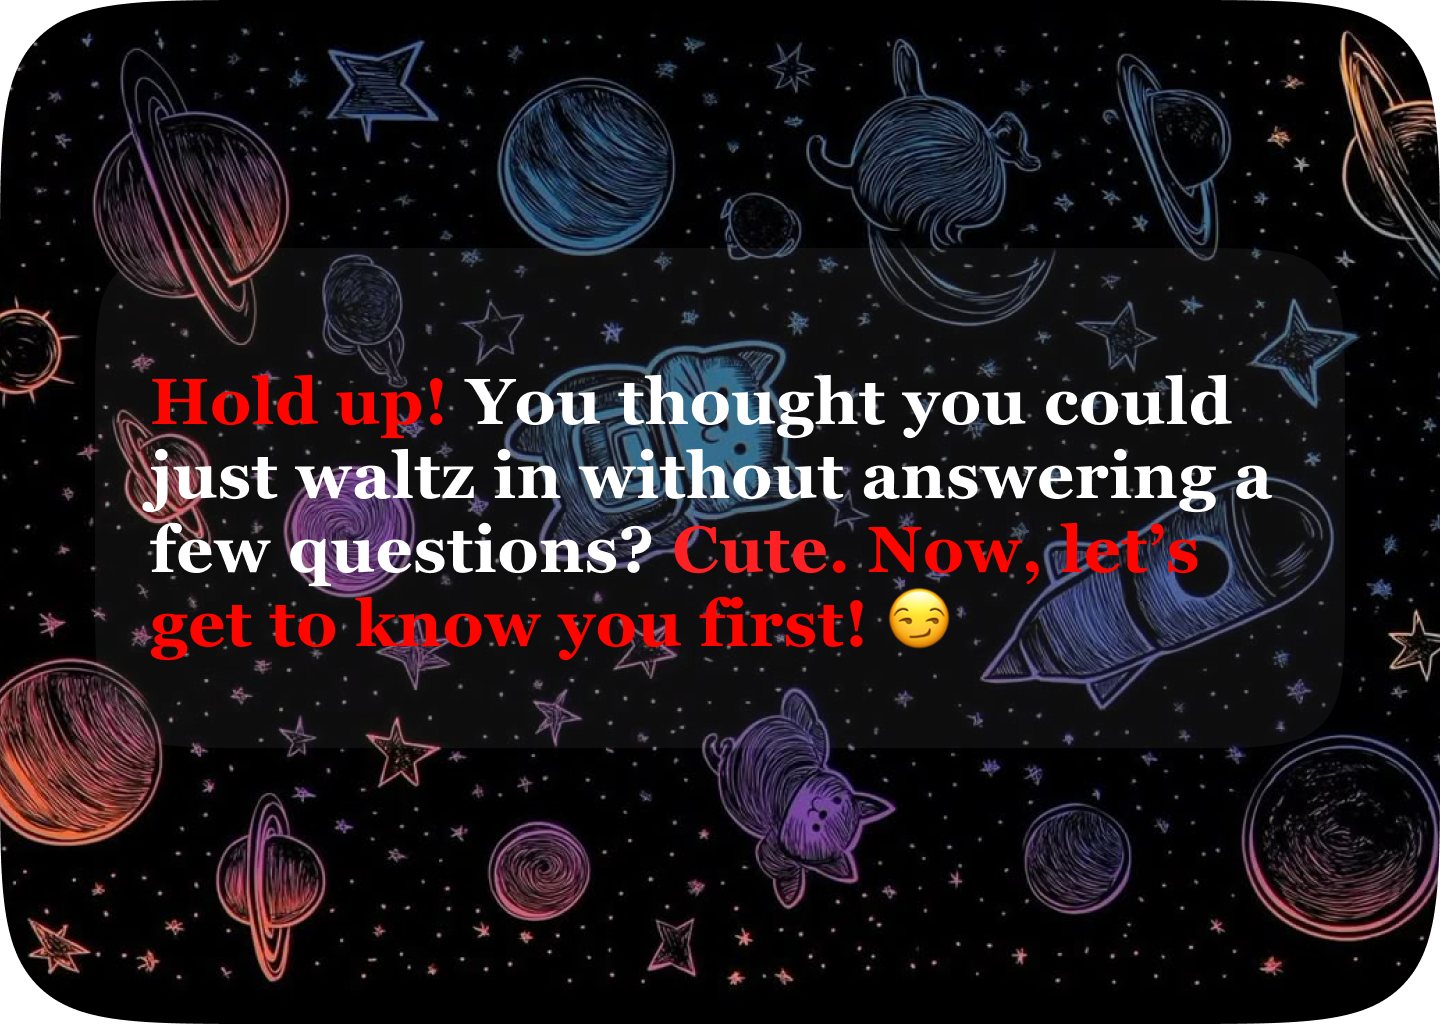 Hold up! You thought you could
just waltz in without answering a
few questions? Cute. Now, let’s
get to know you first! 😏